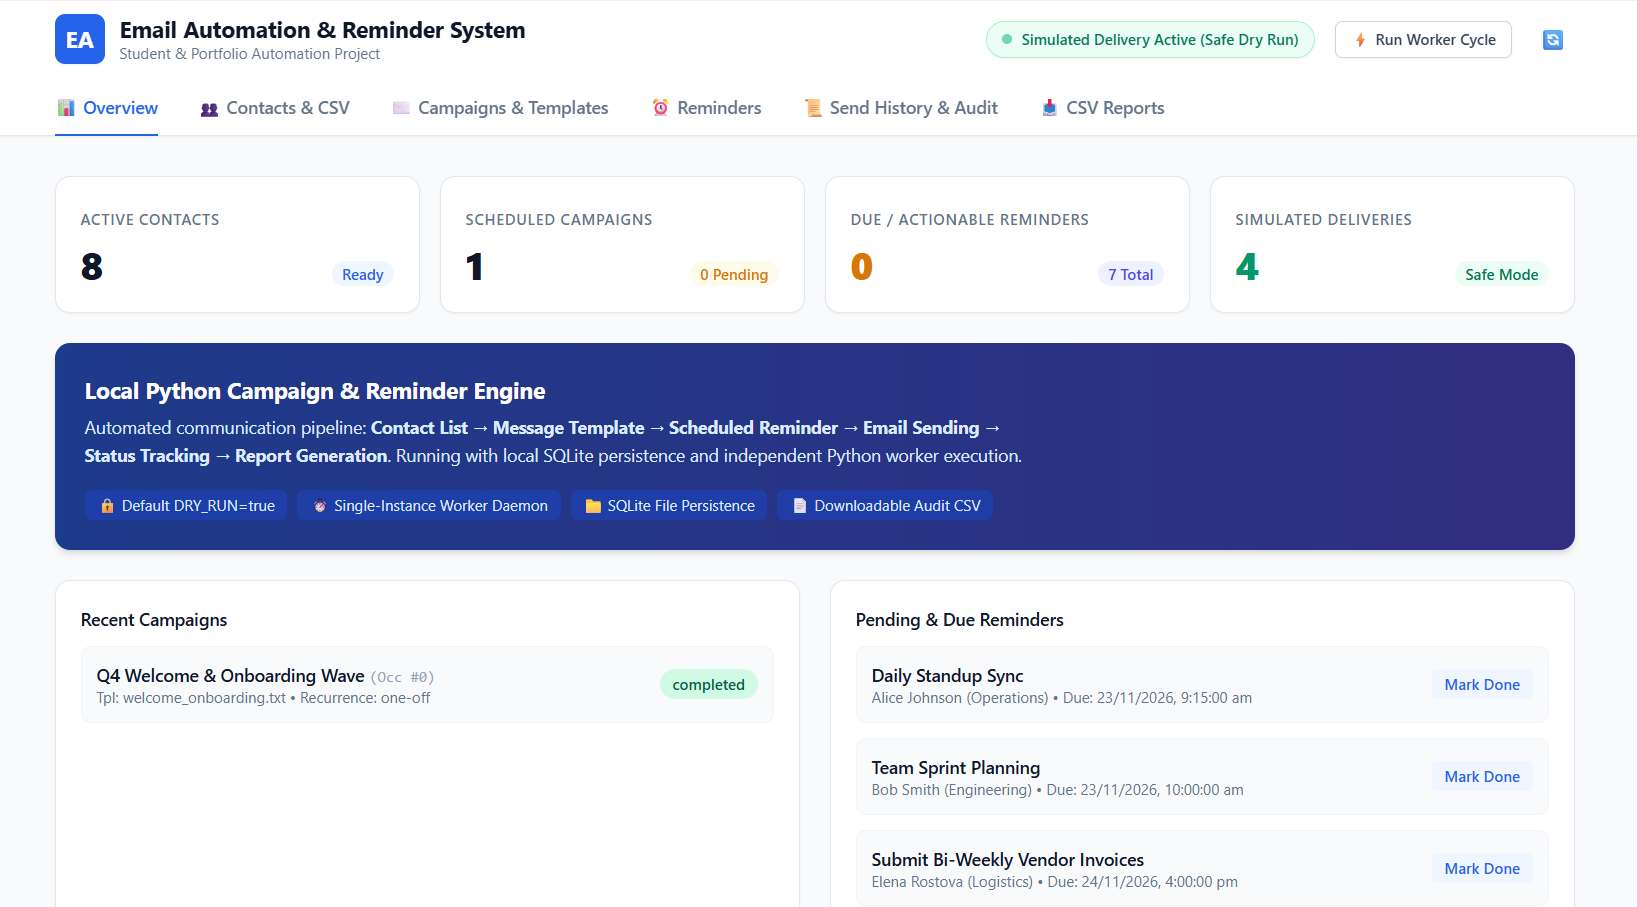 EA
Email Automation & Reminder System
Student & Portfolio Automation Project
Simulated Delivery Active (Safe Dry Run)
Run Worker Cycle
Overview
Contacts & CSV
Campaigns & Templates
Reminders
Send History & Audit
CSV Reports
ACTIVE CONTACTS
8
Ready
SCHEDULED CAMPAIGNS
1
0 Pending
DUE / ACTIONABLE REMINDERS
0
7 Total
SIMULATED DELIVERIES
4
Safe Mode
Local Python Campaign & Reminder Engine
Automated communication pipeline: Contact List → Message Template → Scheduled Reminder → Email Sending →
Status Tracking → Report Generation. Running with local SQLite persistence and independent Python worker execution.
Default DRY_RUN=true
Single-Instance Worker Daemon
SQLite File Persistence
Downloadable Audit CSV
Recent Campaigns
Q4 Welcome & Onboarding Wave (Occ #0)
Tpl: welcome_onboarding.txt • Recurrence: one-off
completed
Pending & Due Reminders
Daily Standup Sync
Alice Johnson (Operations) • Due: 23/11/2026, 9:15:00 am
Mark Done
Team Sprint Planning
Bob Smith (Engineering) • Due: 23/11/2026, 10:00:00 am
Mark Done
Submit Bi-Weekly Vendor Invoices
Elena Rostova (Logistics) • Due: 24/11/2026, 4:00:00 pm
Mark Done